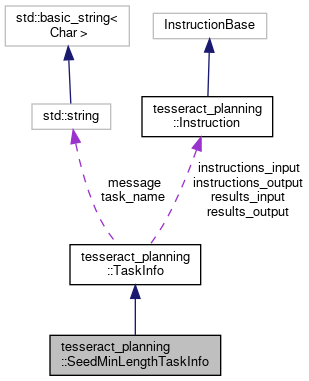 std::basic_string<
Char >
InstructionBase
std::string
tesseract_planning
::Instruction
message
task_name
instructions_input
instructions_output
results_input
results_output
tesseract_planning
::TaskInfo
tesseract_planning
::SeedMinLengthTaskInfo